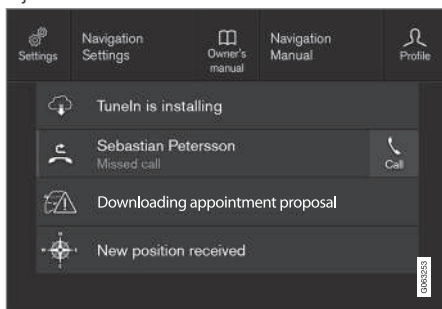 Settings
Navigation
Settings
Owner's
manual
Navigation
Manual
Profile
TuneIn is installing
Sebastian Petersson
Missed call
Call
Downloading appointment proposal
New position received
G063253